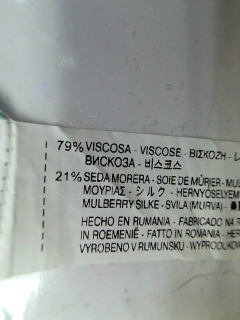 79% VISCOSA - VISCOSE - ΒΙΣΚΟΖΗ -
ВИСКОЗА - 비스코스
21% SEDA MORERA - SOIE DE MÛRIER -
ΜΟΥΡΙΑΣ - シルク - HERNYÓSELYEM
MULBERRY SILKE - SVILA (MURVA) -
HECHO EN RUMANIA - FABRICADO NA
IN ROEMENIË - FATTO IN ROMANIA -
VYROBENO V RUMUNSKU -